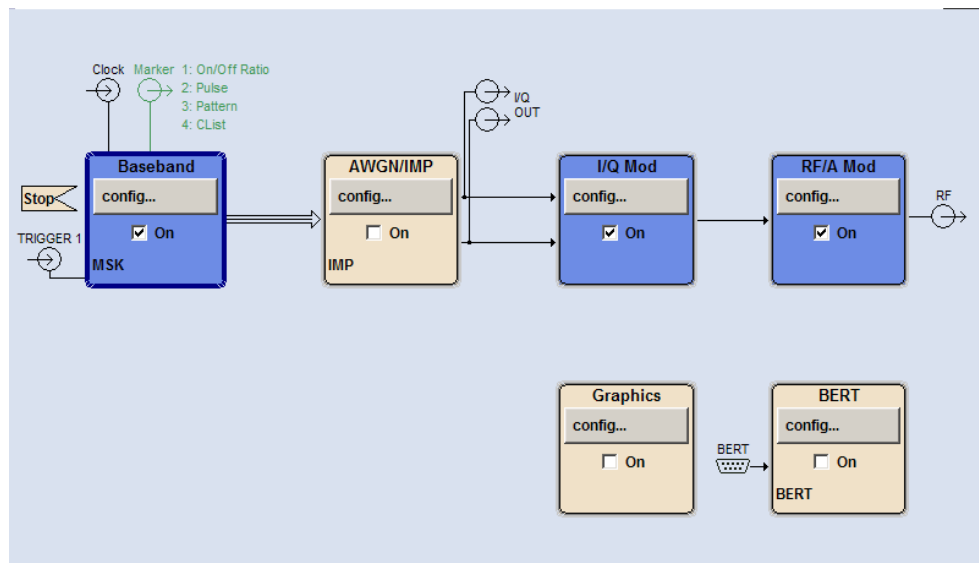 Clock
Marker 1: On/Off Ratio
2: Pulse
3: Pattern
4: CList
I/Q
OUT
Baseband
config...
On
MSK
Stop
TRIGGER 1
AWGN/IMP
config...
On
IMP
I/Q Mod
config...
On
RF/A Mod
config...
On
RF
Graphics
config...
On
BERT
BERT
config...
On
BERT